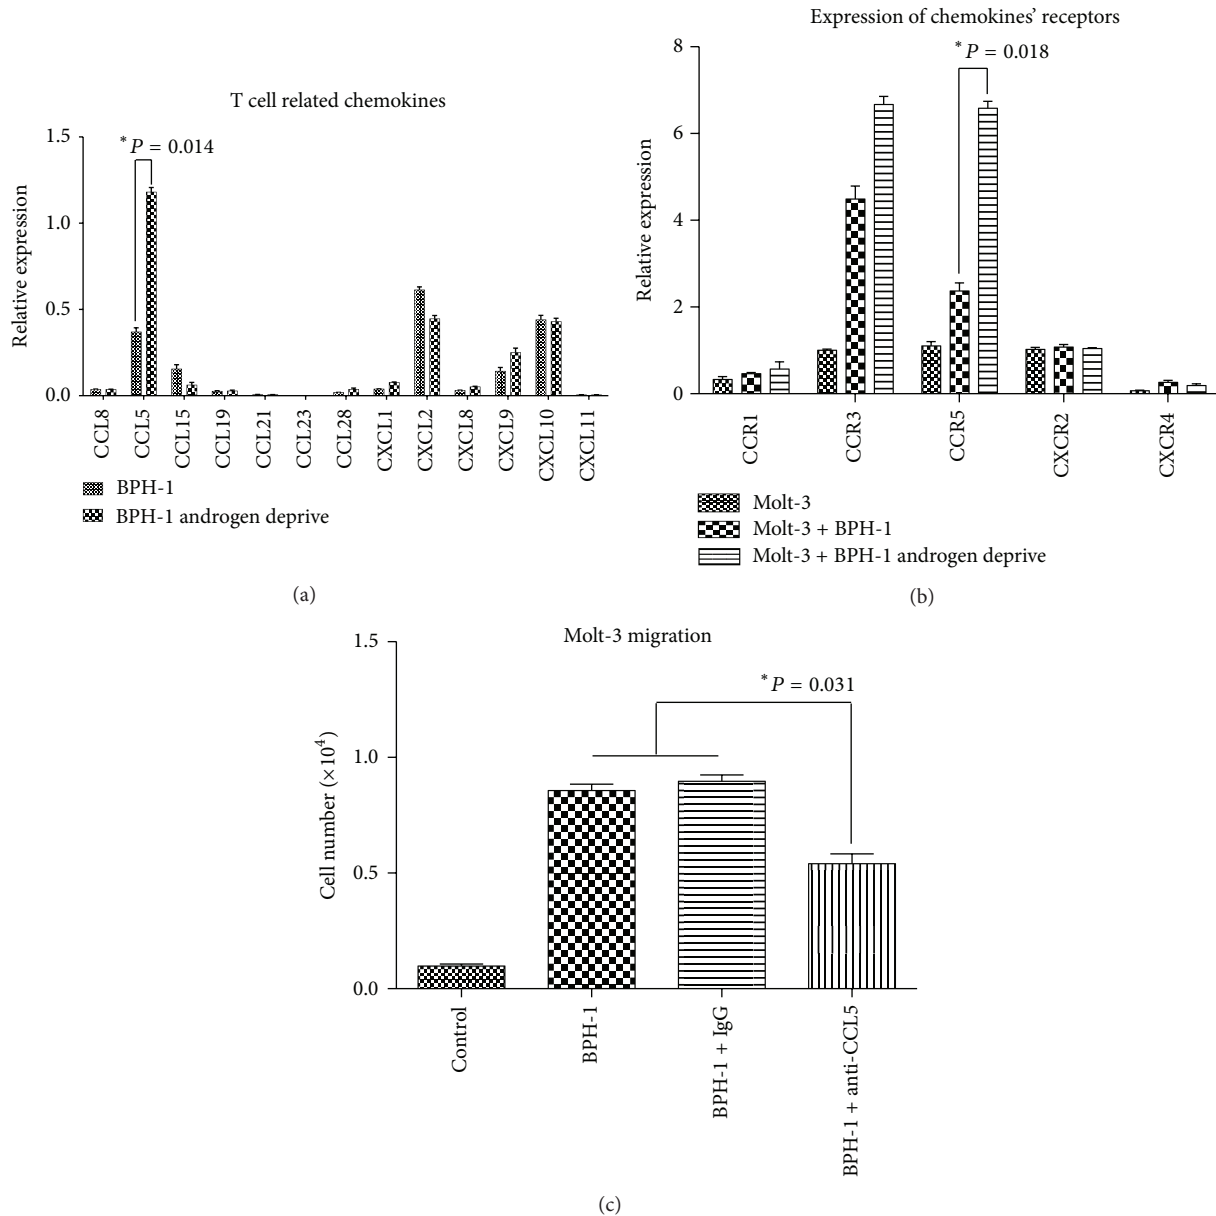 T cell related chemokines
1.5
1.0
0.5
0.0
Relative expression
* P = 0.014
CCL8
CCL5
CCL15
CCL19
CCL21
CCL23
CCL28
CXCL1
CXCL2
CXCL8
CXCL9
CXCL10
CXCL11
BPH-1
BPH-1 androgen deprive
(a)
Expression of chemokines' receptors
8
6
4
2
0
Relative expression
* P = 0.018
CCR1
CCR3
CCR5
CXCR2
CXCR4
Molt-3
Molt-3 + BPH-1
Molt-3 + BPH-1 androgen deprive
(b)
Molt-3 migration
1.5
1.0
0.5
0.0
Cell number (×10⁴)
* P = 0.031
Control
BPH-1
BPH-1 + IgG
BPH-1 + anti-CCL5
(c)